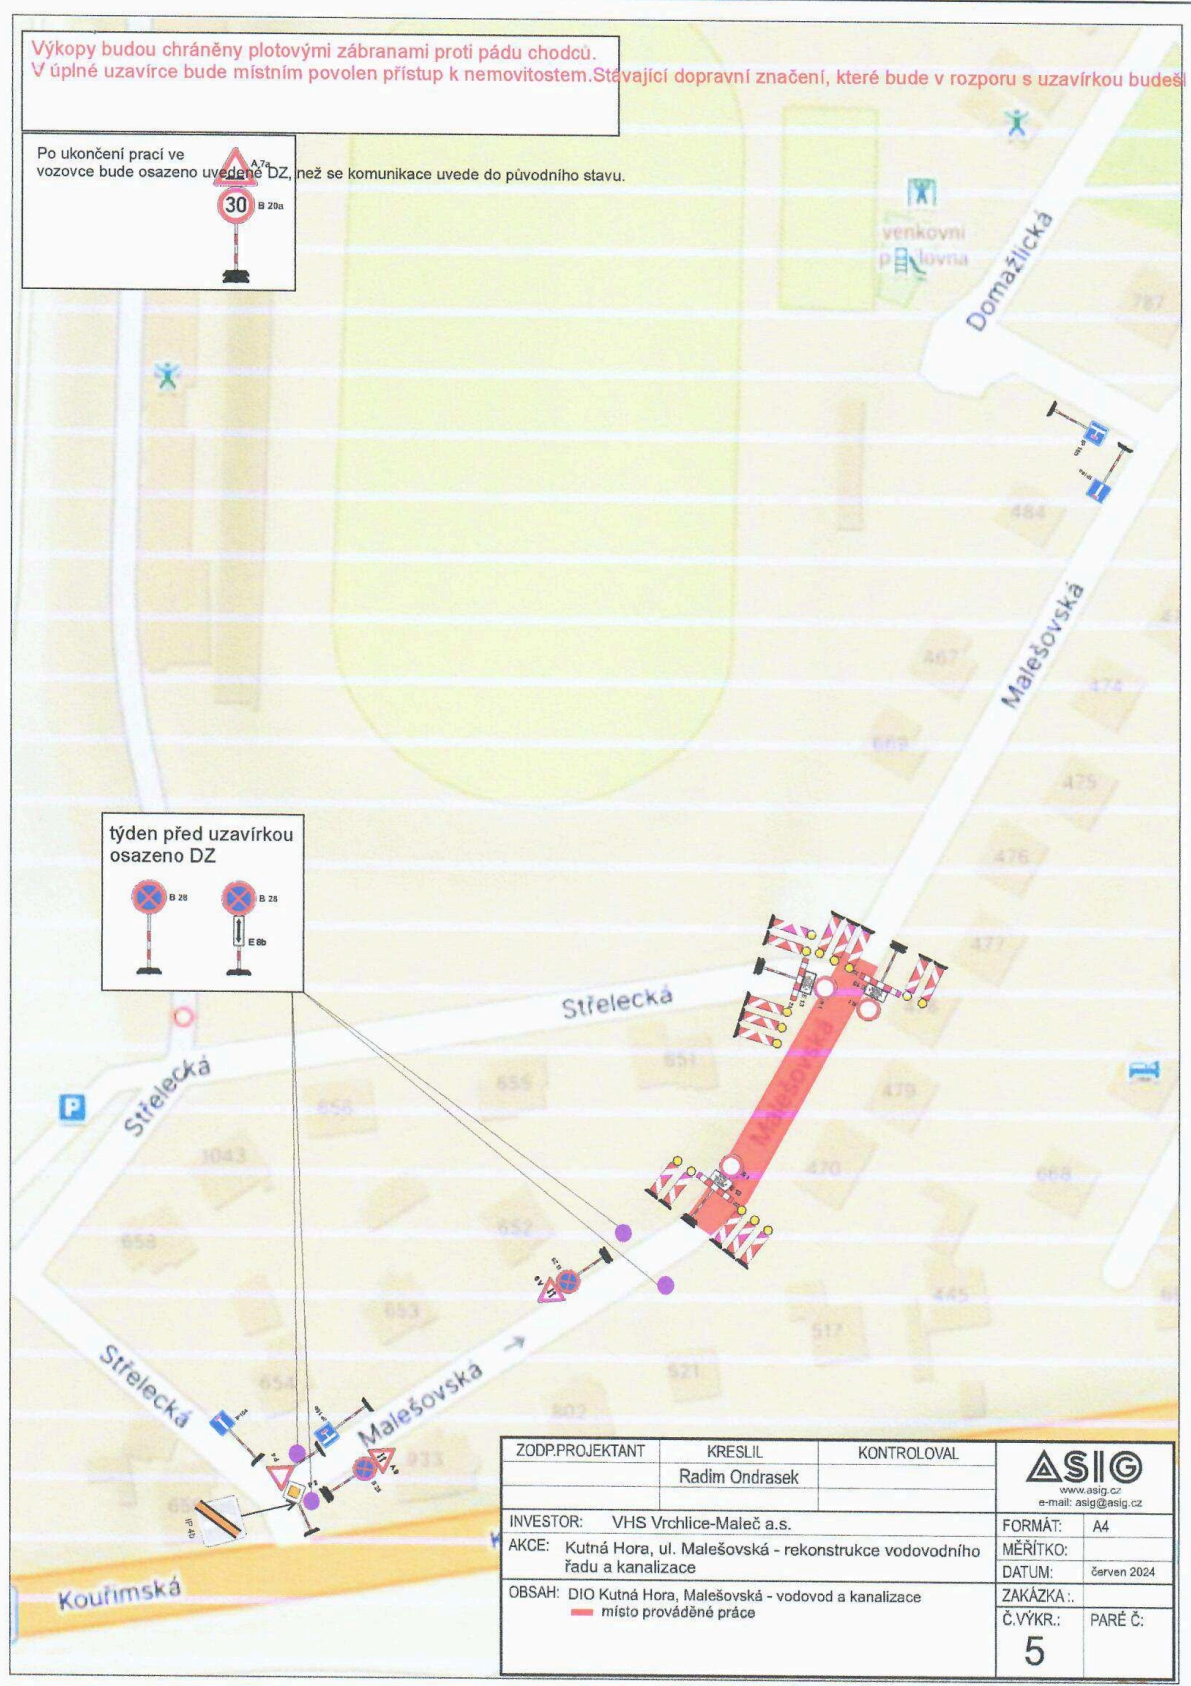 Výkopy budou chráněny plotovými zábranami proti pádu chodců.
V úplné uzavírce bude místním povolen přístup k nemovitostem.Stávající dopravní značení, které bude v rozporu s uzavírkou budeš
Po ukončení prací ve
vozovce bude osazeno uvedené DZ, než se komunikace uvede do původního stavu.
A 7a
30
B 20a
venkovní
Domažlická
787
484
Malešovská
467
474
669
475
476
477
týden před uzavírkou
osazeno DZ
B 28
B 28
E 8b
Střelecká
Malešovská
Střelecká
P
651
655
656
479
1043
470
668
658
652
653
445
517
521
Střelecká
654
Malešovská
802
933
IP 4b
Kouřimská
ZODP.PROJEKTANT
KRESLIL
KONTROLOVAL
Radim Ondrasek
ASIG
www.asig.cz
e-mail: asig@asig.cz
INVESTOR: VHS Vrchlice-Maleč a.s.
AKCE: Kutná Hora, ul. Malešovská - rekonstrukce vodovodního
řadu a kanalizace
OBSAH: DIO Kutná Hora, Malešovská - vodovod a kanalizace
místo prováděné práce
FORMÁT: A4
MĚŘÍTKO:
DATUM: červen 2024
ZAKÁZKA :.
Č.VÝKR.: 5
PARÉ Č: